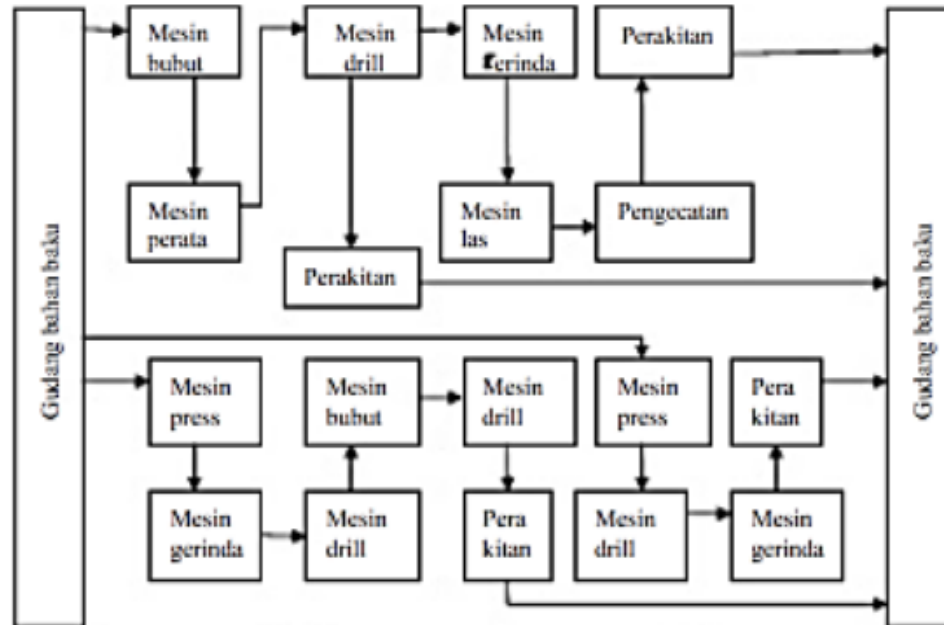 Gudang bahan baku
Mesin
bubut
Mesin
drill
Mesin
gerinda
Perakitan
Mesin
perata
Mesin
las
Pengecatan
Perakitan
Mesin
press
Mesin
bubut
Mesin
drill
Mesin
press
Pera
kitan
Mesin
gerinda
Mesin
drill
Pera
kitan
Mesin
drill
Mesin
gerinda
Gudang bahan baku